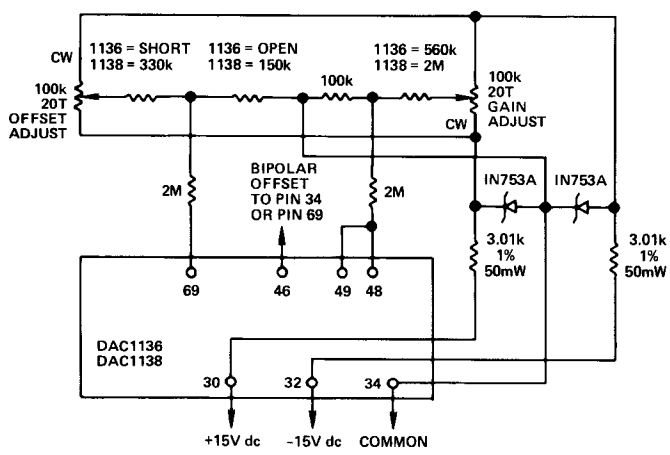 CW
1136 = SHORT
1138 = 330k
1136 = OPEN
1138 = 150k
1136 = 560k
1138 = 2M
100k
100k
20T
OFFSET
ADJUST
100k
20T
GAIN
ADJUST
CW
2M
BIPOLAR
OFFSET
TO PIN 34
OR PIN 69
2M
IN753A
IN753A
3.01k
1%
50mW
3.01k
1%
50mW
69
46
49
48
DAC1136
DAC1138
30
32
34
+15V dc
-15V dc
COMMON